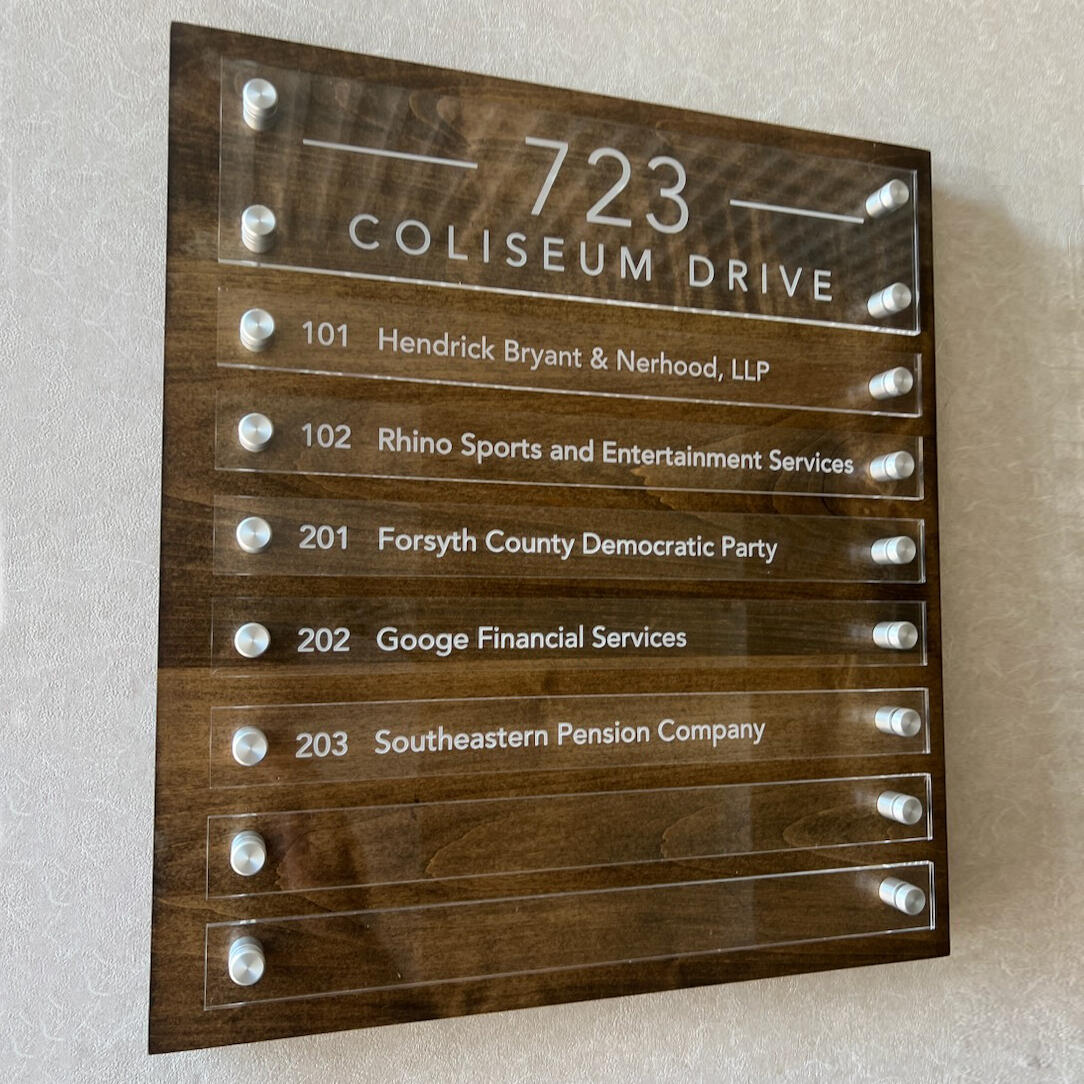 723
COLISEUM DRIVE
101 Hendrick Bryant & Nerhood, LLP
102 Rhino Sports and Entertainment Services
201 Forsyth County Democratic Party
202 Googe Financial Services
203 Southeastern Pension Company